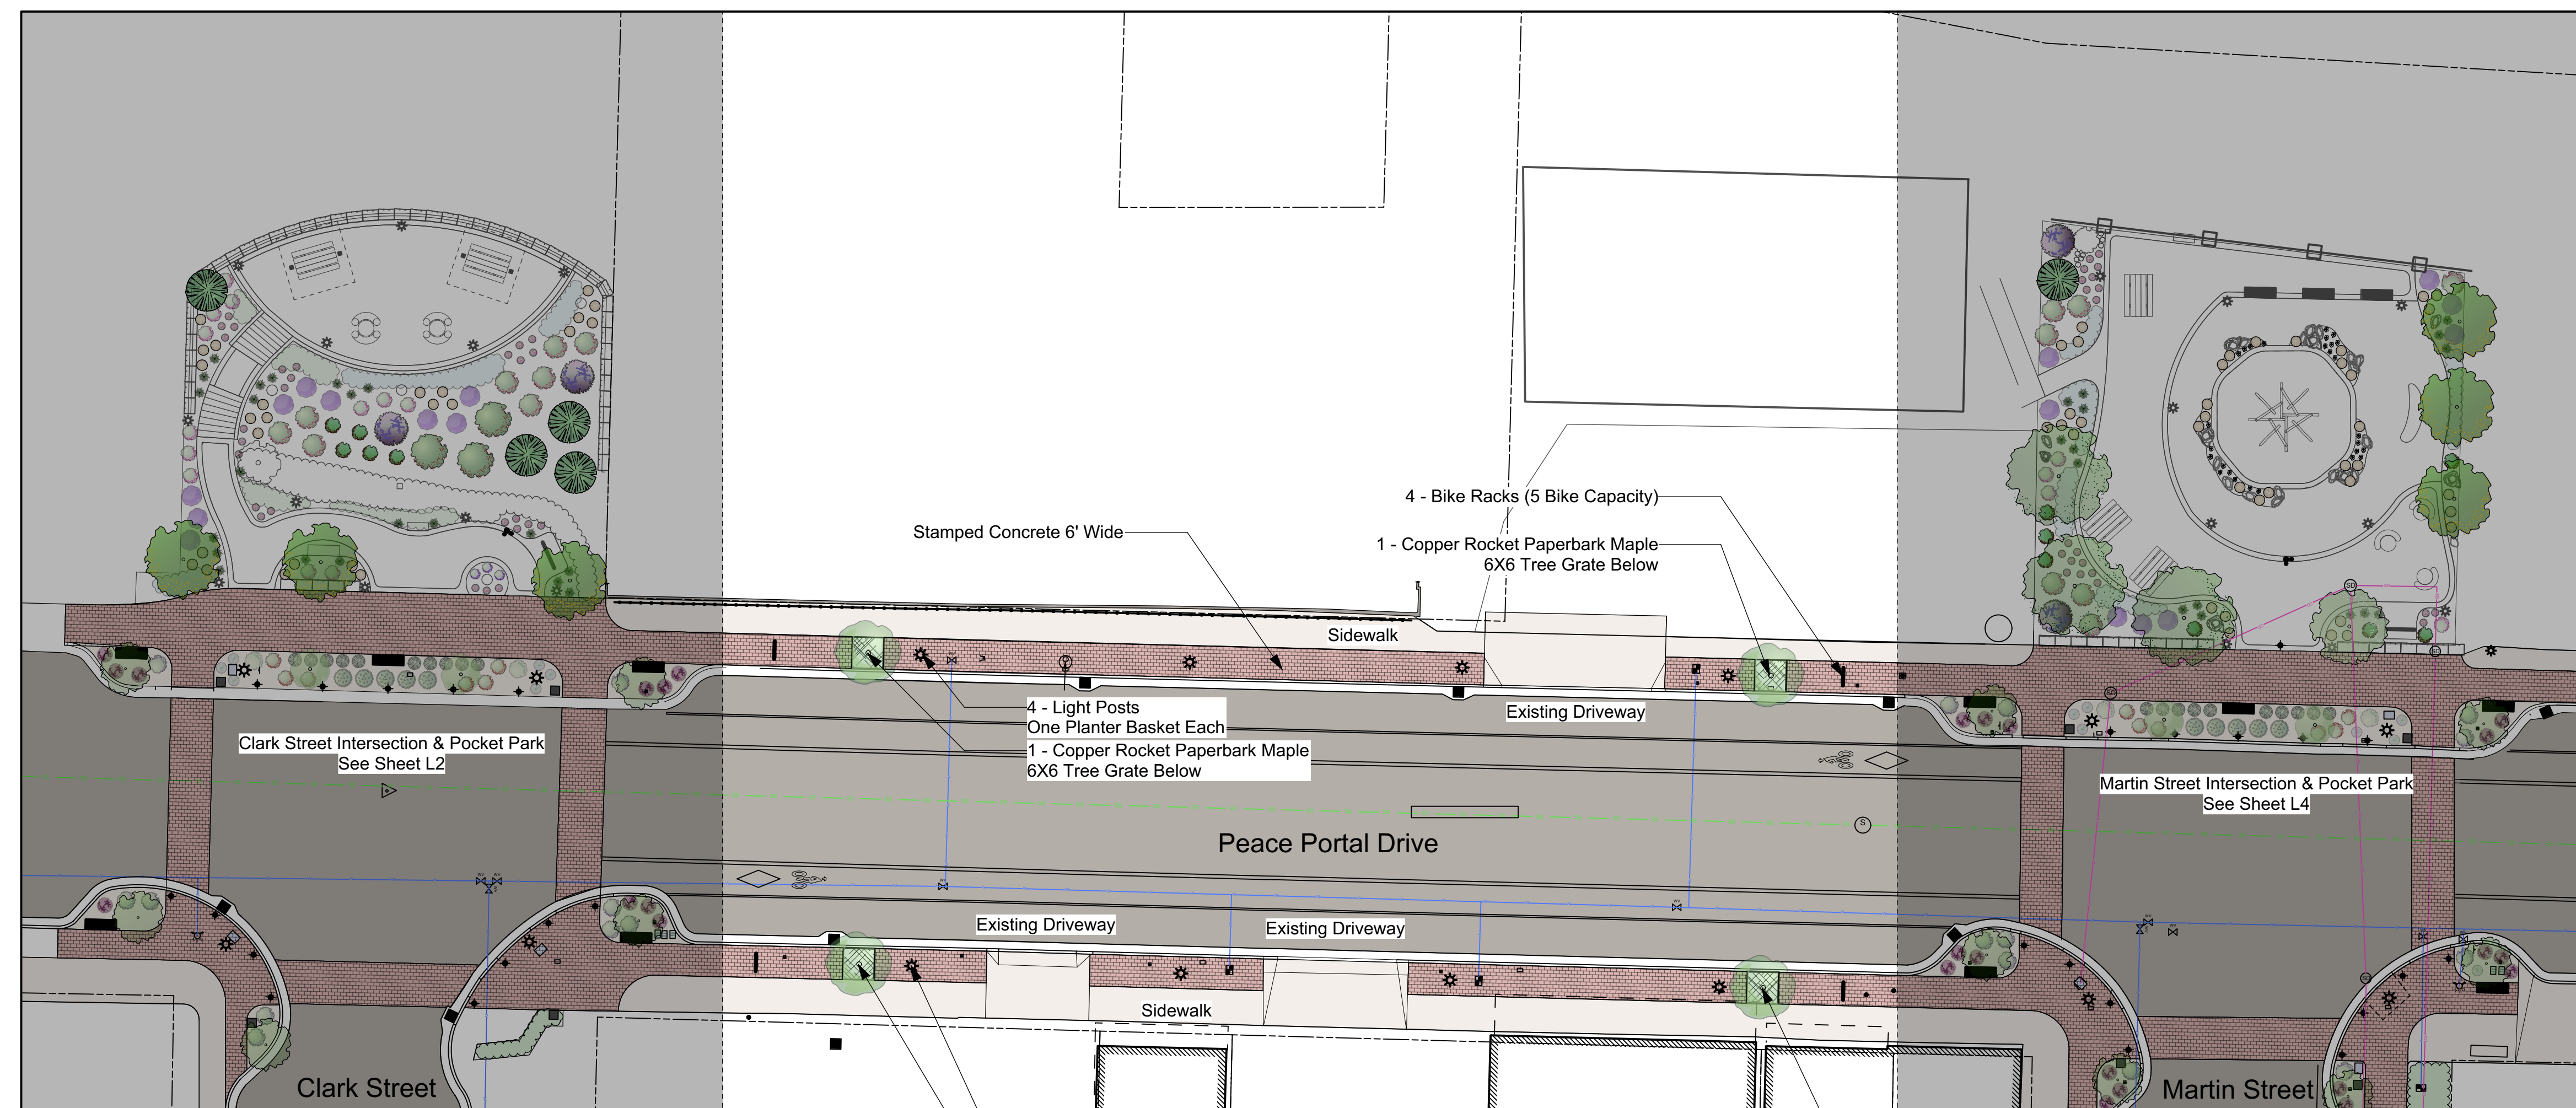 4 - Bike Racks (5 Bike Capacity)
Stamped Concrete 6' Wide
1 - Copper Rocket Paperbark Maple
6X6 Tree Grate Below
Sidewalk
4 - Light Posts
One Planter Basket Each
1 - Copper Rocket Paperbark Maple
6X6 Tree Grate Below
Existing Driveway
Clark Street Intersection & Pocket Park
See Sheet L2
Martin Street Intersection & Pocket Park
See Sheet L4
Peace Portal Drive
S
Existing Driveway
Existing Driveway
Sidewalk
Clark Street
Martin Street